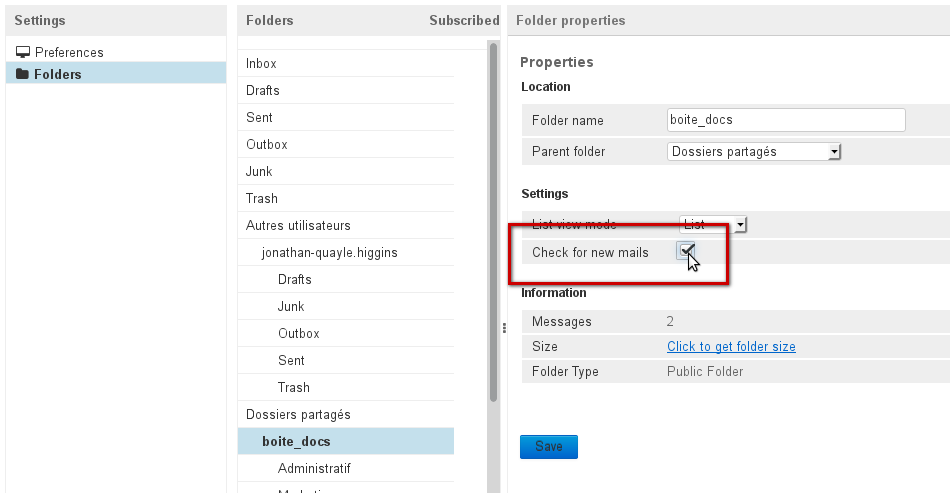 Settings
Preferences
Folders
Folders Subscribed
Inbox
Drafts
Sent
Outbox
Junk
Trash
Autres utilisateurs
jonathan-quayle.higgins
Drafts
Junk
Outbox
Sent
Trash
Dossiers partagés
boite_docs
Administratif
Folder properties
Properties
Location
Folder name boite_docs
Parent folder Dossiers partagés
Settings
List view mode List
Check for new mails
Information
Messages 2
Size Click to get folder size
Folder Type Public Folder
Save